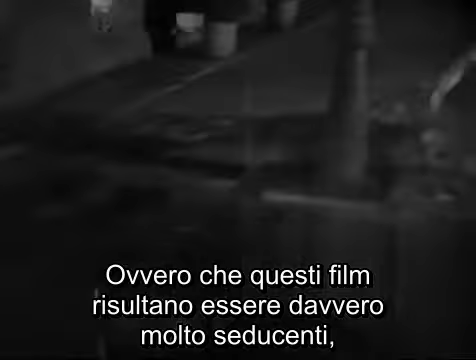 Ovvero che questi film
risultano essere davvero
molto seducenti,